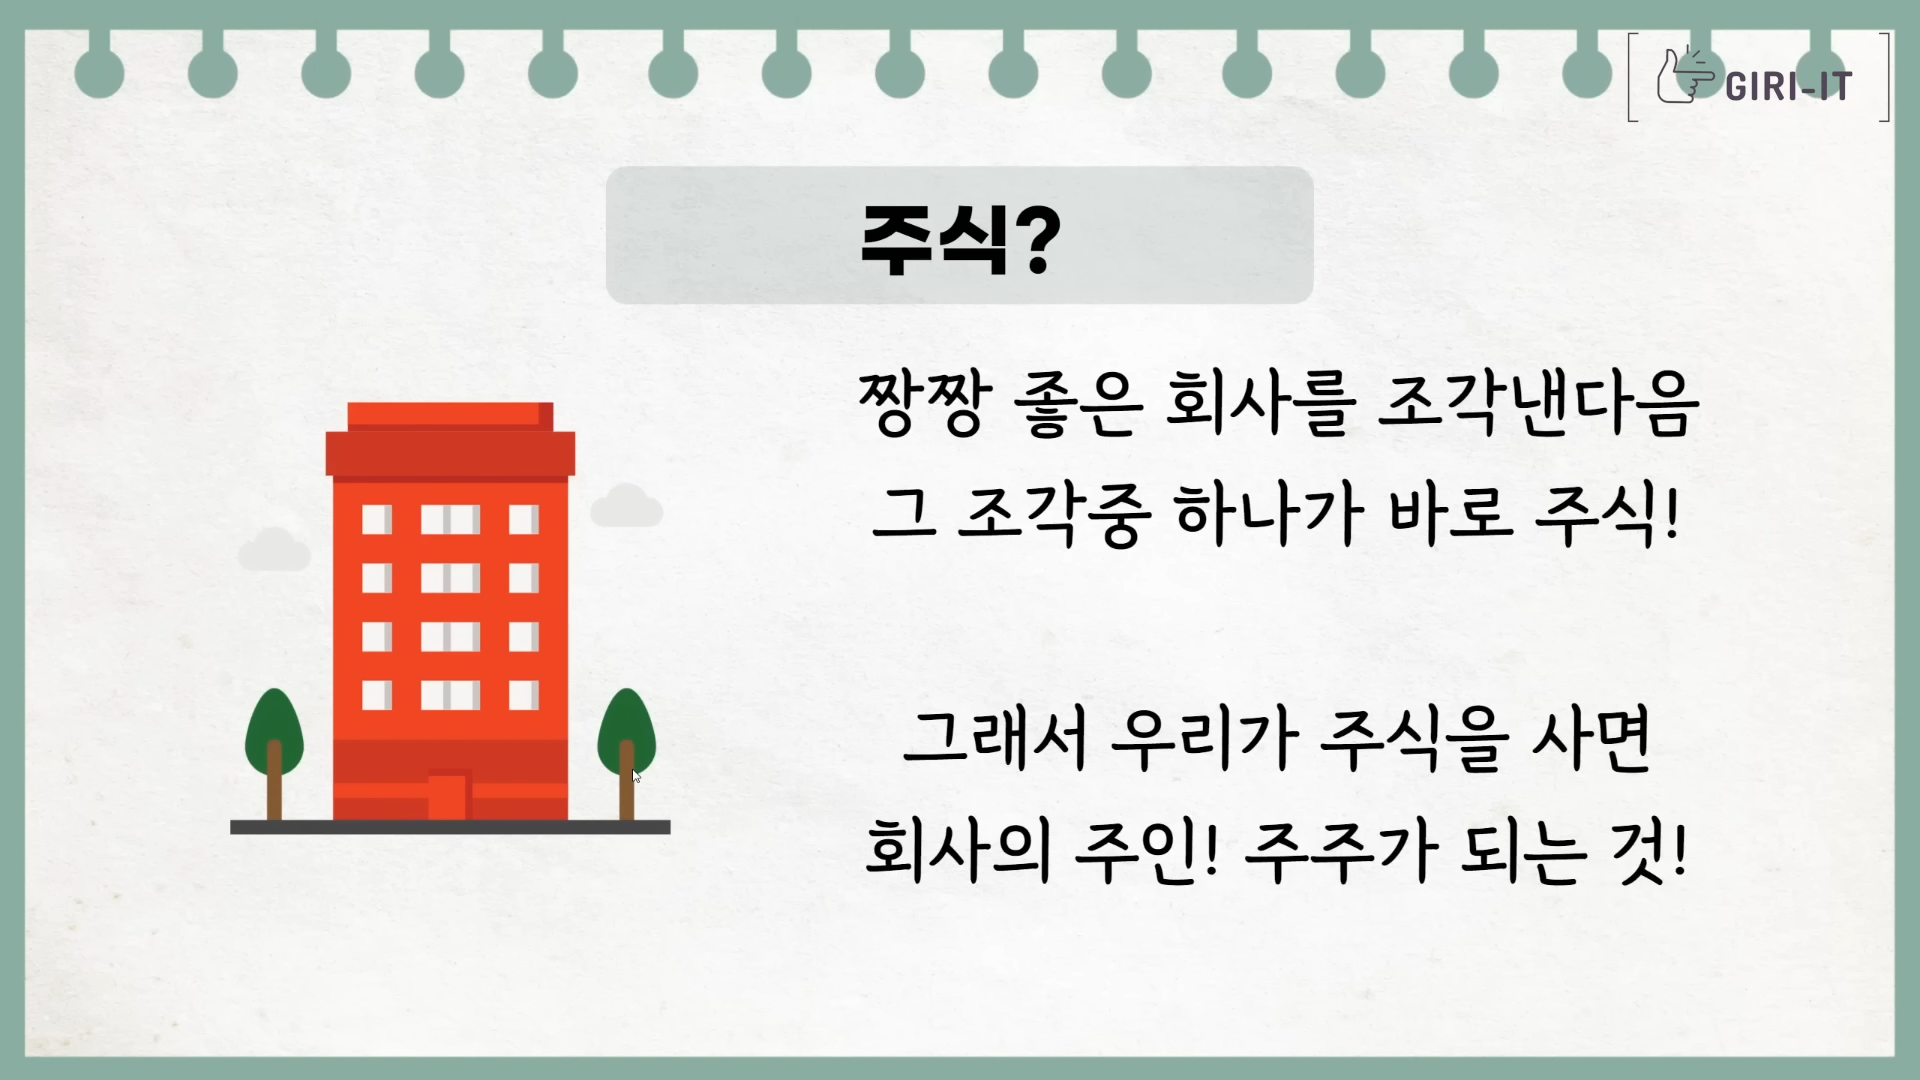 GIRI-IT
주식?
짱짱 좋은 회사를 조각낸다음
그 조각중 하나가 바로 주식!
그래서 우리가 주식을 사면
회사의 주인! 주주가 되는 것!